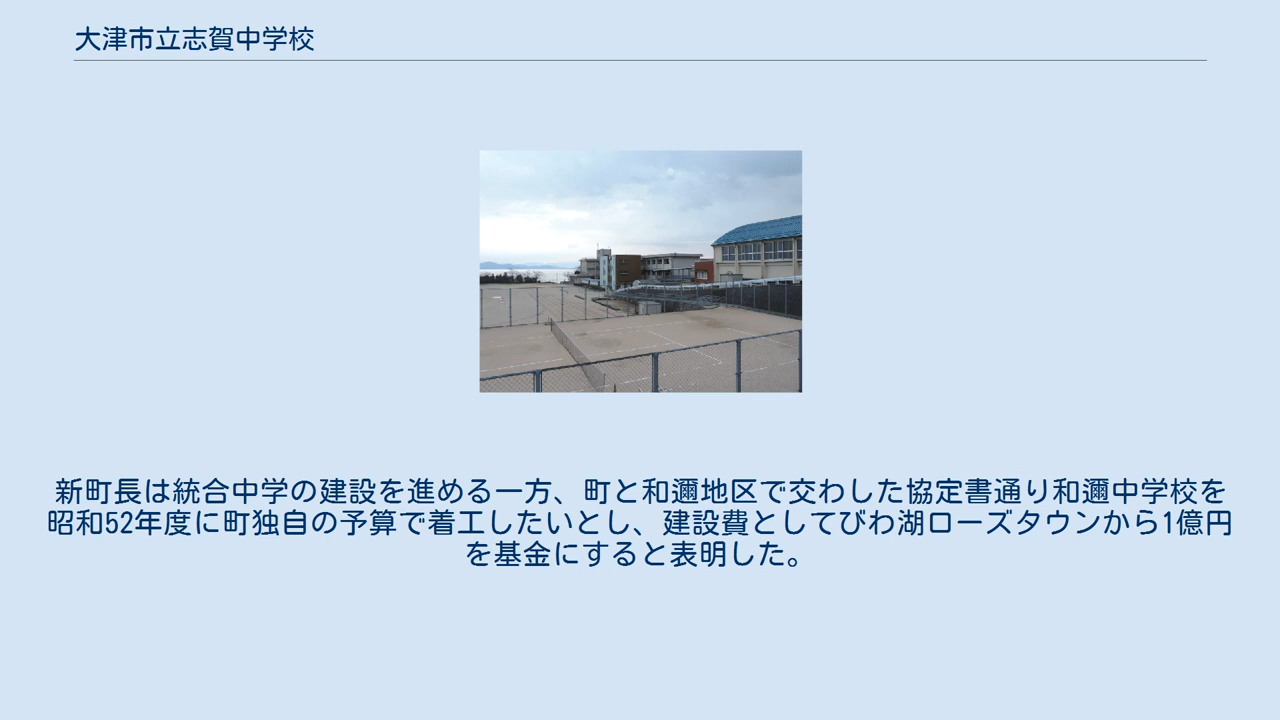 大津市立志賀中学校
新町長は統合中学の建設を進める一方、町と和邇地区で交わした協定書通り和邇中学校を
昭和52年度に町独自の予算で着工したいとし、建設費としてびわ湖ローズタウンから1億円
を基金にすると表明した。